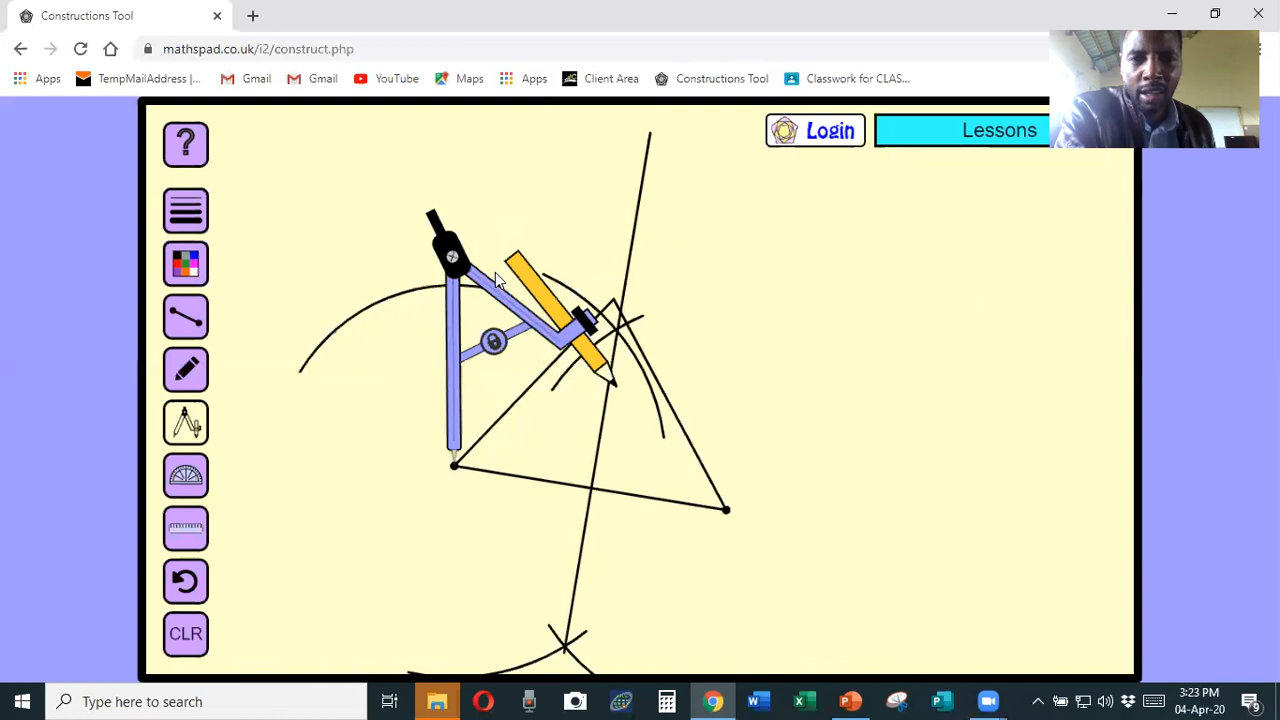 Constructions Tool
mathspad.co.uk/i2/construct.php
Apps TempMailAddress |... Gmail Gmail YouTube Maps Apps Client Area Constructions Tool Classwork for CLAS...
? Login Lessons
CLR
Type here to search
3:23 PM
04-Apr-20
9